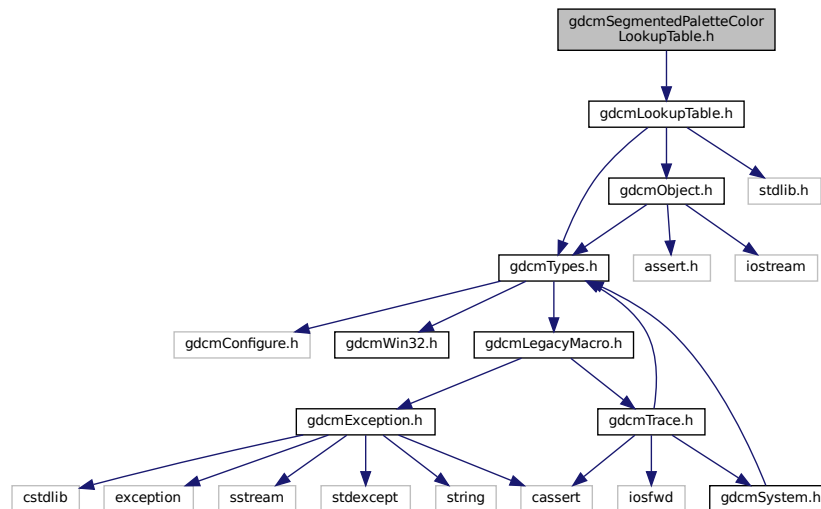 gdcmSegmentedPaletteColor
LookupTable.h
gdcmLookupTable.h
gdcmObject.h
stdlib.h
gdcmTypes.h
assert.h
iostream
gdcmConfigure.h
gdcmWin32.h
gdcmLegacyMacro.h
gdcmException.h
gdcmTrace.h
cstdlib
exception
sstream
stdexcept
string
cassert
iosfwd
gdcmSystem.h